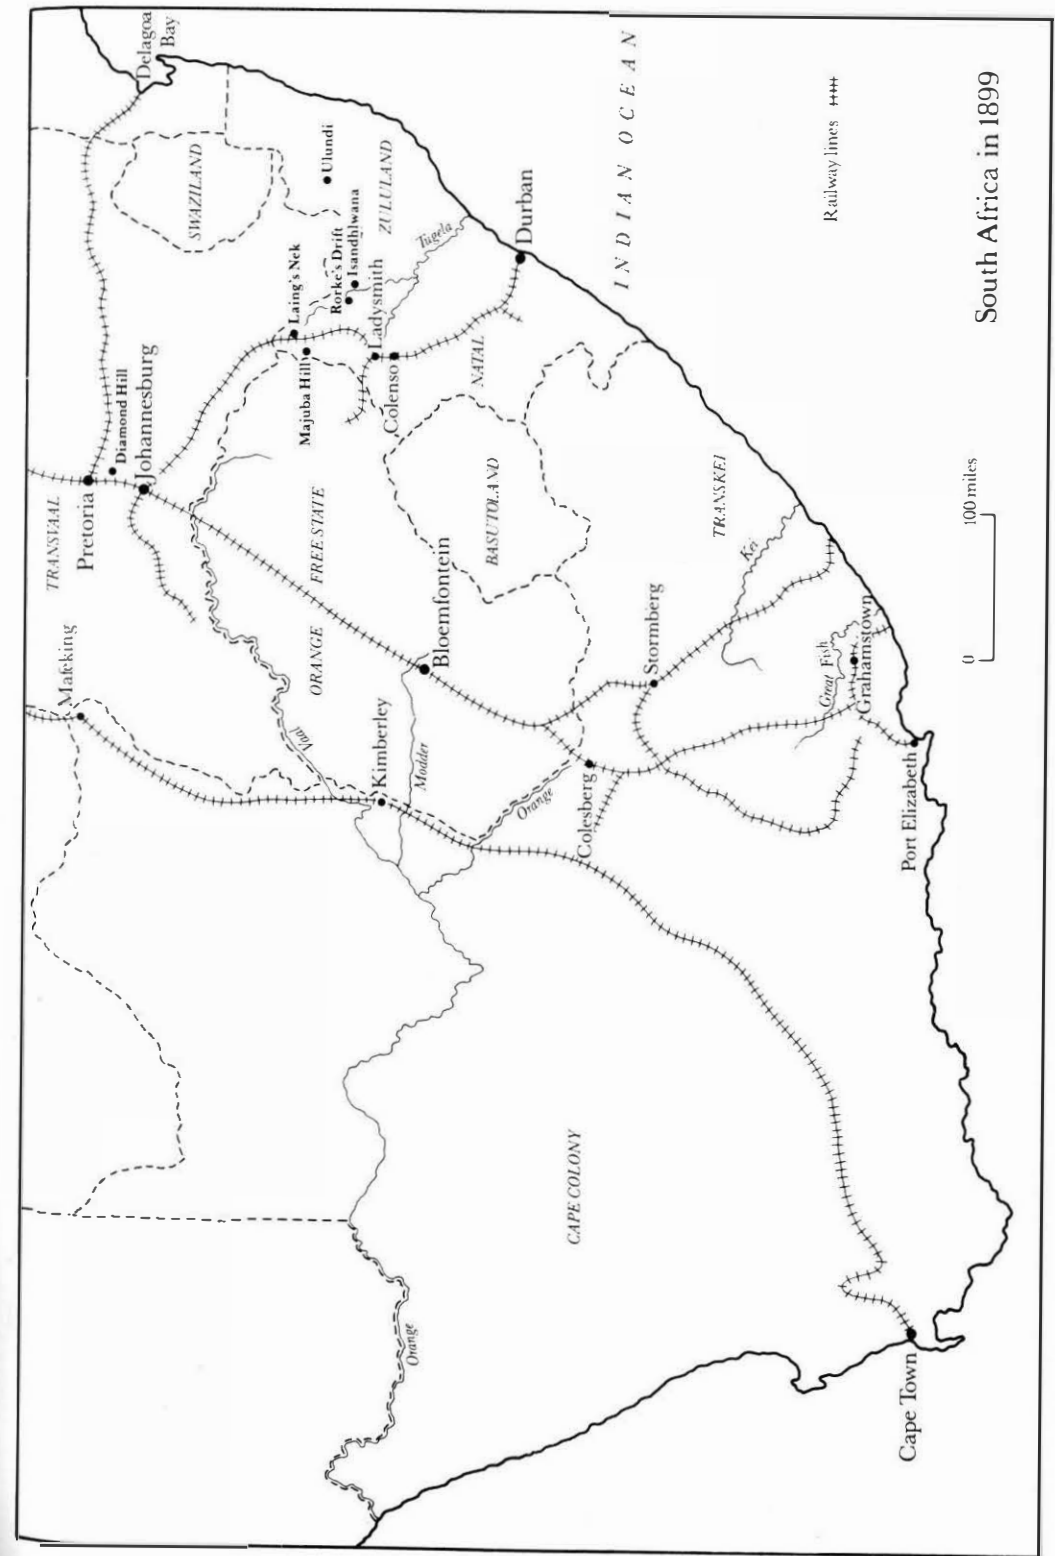 Delagoa
Bay
SWAZILAND
Ulundi
ZULULAND
Laing's Nek
Rorke's Drift
Isandhlwana
Tugela
Ladysmith
Durban
INDIAN OCEAN
Railway lines
South Africa in 1899
TRANSVAAL
Pretoria
Diamond Hill
Johannesburg
Majuba Hill
Colenso
NATAL
Mafeking
ORANGE FREE STATE
BASUTOLAND
TRANSKEI
Bloemfontein
Vaal
Kimberley
Modder
Orange
Colesberg
Stormberg
Kei
Great Fish
Grahamstown
Port Elizabeth
0 100 miles
CAPE COLONY
Orange
Cape Town